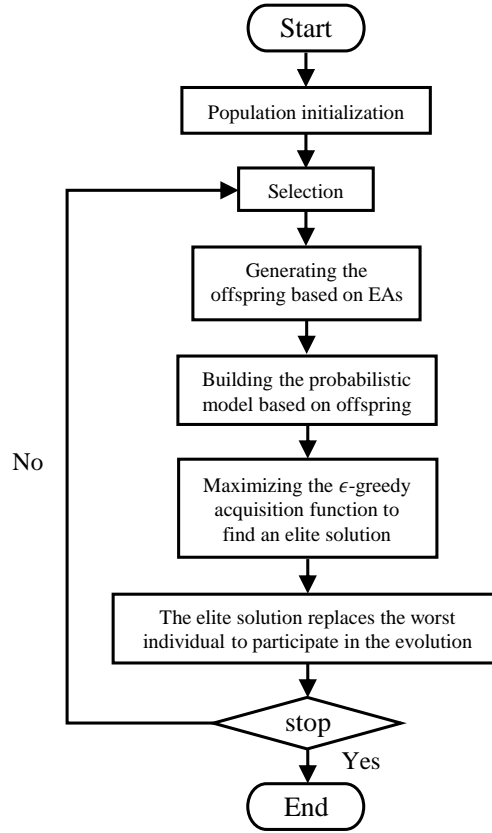 Start
Population initialization
Selection
Generating the
offspring based on EAs
Building the probabilistic
model based on offspring
No
Maximizing the ϵ-greedy
acquisition function to
find an elite solution
The elite solution replaces the worst
individual to participate in the evolution
stop
Yes
End